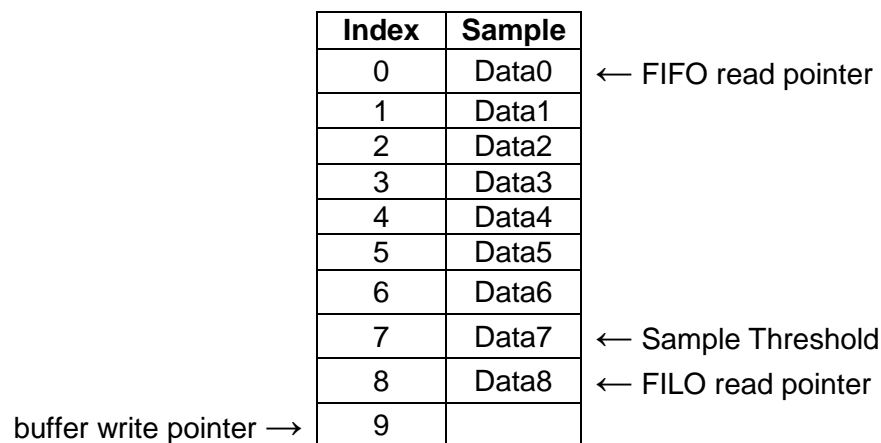 Index Sample
0 Data0 ← FIFO read pointer
1 Data1
2 Data2
3 Data3
4 Data4
5 Data5
6 Data6
7 Data7 ← Sample Threshold
8 Data8 ← FILO read pointer
buffer write pointer → 9